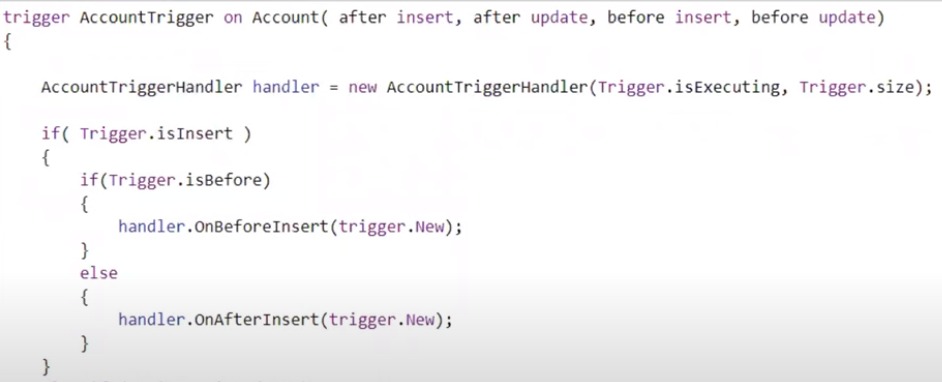 trigger AccountTrigger on Account( after insert, after update, before insert, before update)
{
AccountTriggerHandler handler = new AccountTriggerHandler(Trigger.isExecuting, Trigger.size);
if( Trigger.isInsert )
{
if(Trigger.isBefore)
{
handler.OnBeforeInsert(trigger.New);
}
else
{
handler.OnAfterInsert(trigger.New);
}
}